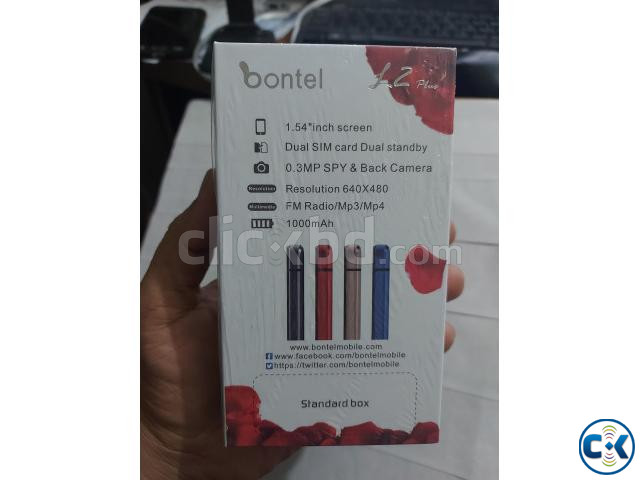 bontel L2 Plus
1.54"inch screen
Dual SIM card Dual standby
0.3MP SPY & Back Camera
Resolution Resolution 640X480
Multimedia FM Radio/Mp3/Mp4
1000mAh
clickbd.com
www.bontelmobile.com
www.facebook.com/bontelmobile
https://twitter.com/bontelmobile
Standard box
CK